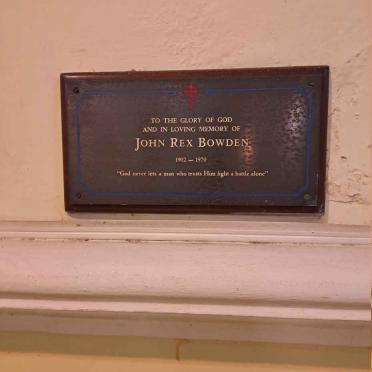 TO THE GLORY OF GOD
AND IN LOVING MEMORY OF
JOHN REX BOWDEN
1902 — 1970
"God never lets a man who trusts Him fight a battle alone"